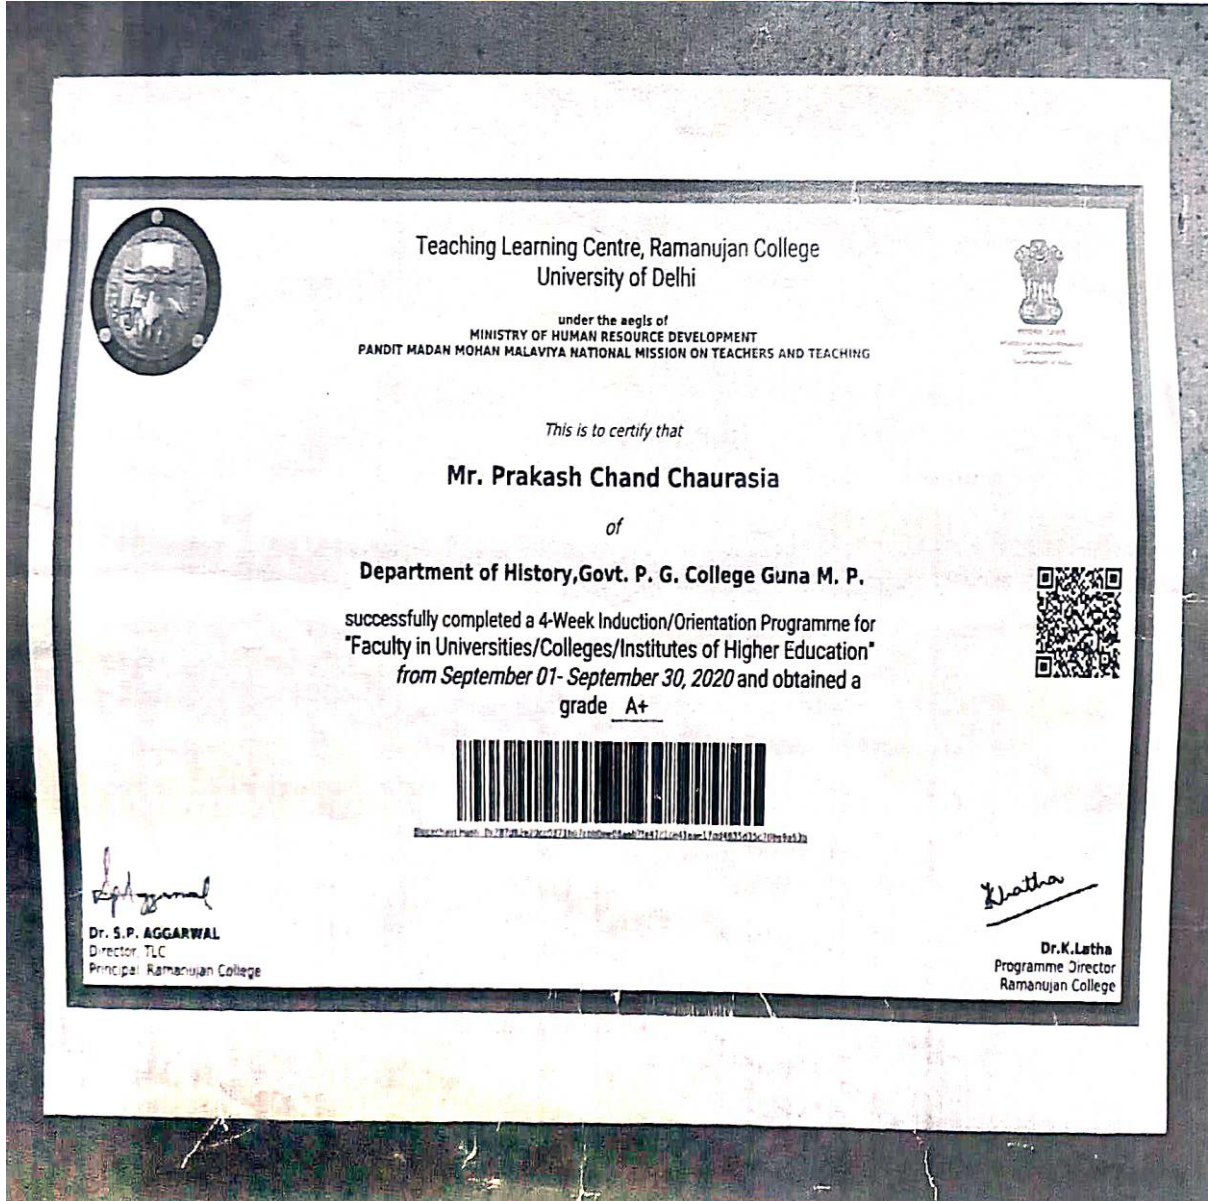 Teaching Learning Centre, Ramanujan College
University of Delhi
under the aegis of
MINISTRY OF HUMAN RESOURCE DEVELOPMENT
PANDIT MADAN MOHAN MALAVIYA NATIONAL MISSION ON TEACHERS AND TEACHING
This is to certify that
Mr. Prakash Chand Chaurasia
of
Department of History,Govt. P. G. College Guna M. P.
successfully completed a 4-Week Induction/Orientation Programme for
"Faculty in Universities/Colleges/Institutes of Higher Education"
from September 01- September 30, 2020 and obtained a
grade A+
Dr. S.P. AGGARWAL
Director, TLC
Principal Ramanujan College
Dr.K.Latha
Programme Director
Ramanujan College